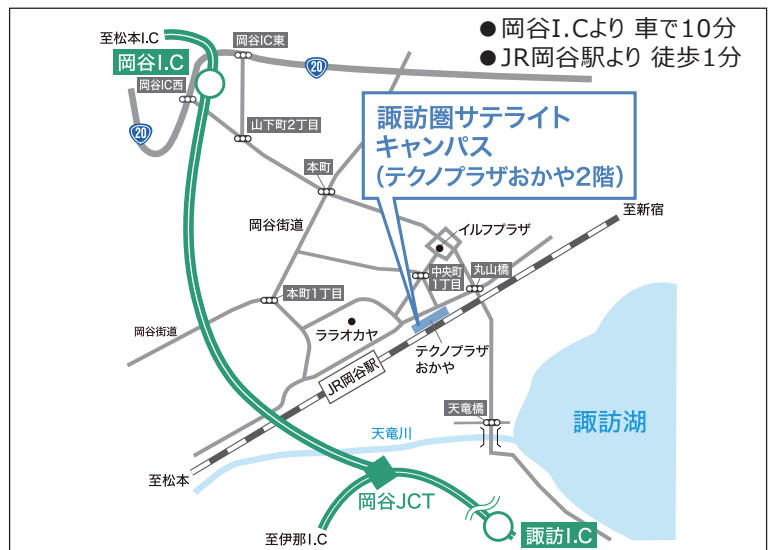 ●岡谷I.Cより 車で10分
●JR岡谷駅より 徒歩1分
至松本I.C
岡谷IC東
岡谷I.C
20
岡谷IC西
20
山下町2丁目
諏訪圏サテライト
キャンパス
(テクノプラザおかや2階)
本町
至新宿
岡谷街道
イルフプラザ
丸山橋
中央町
1丁目
本町1丁目
岡谷街道
ララオカヤ
テクノプラザ
おかや
JR岡谷駅
天竜橋
諏訪湖
天竜川
至松本
岡谷JCT
至伊那I.C
諏訪I.C